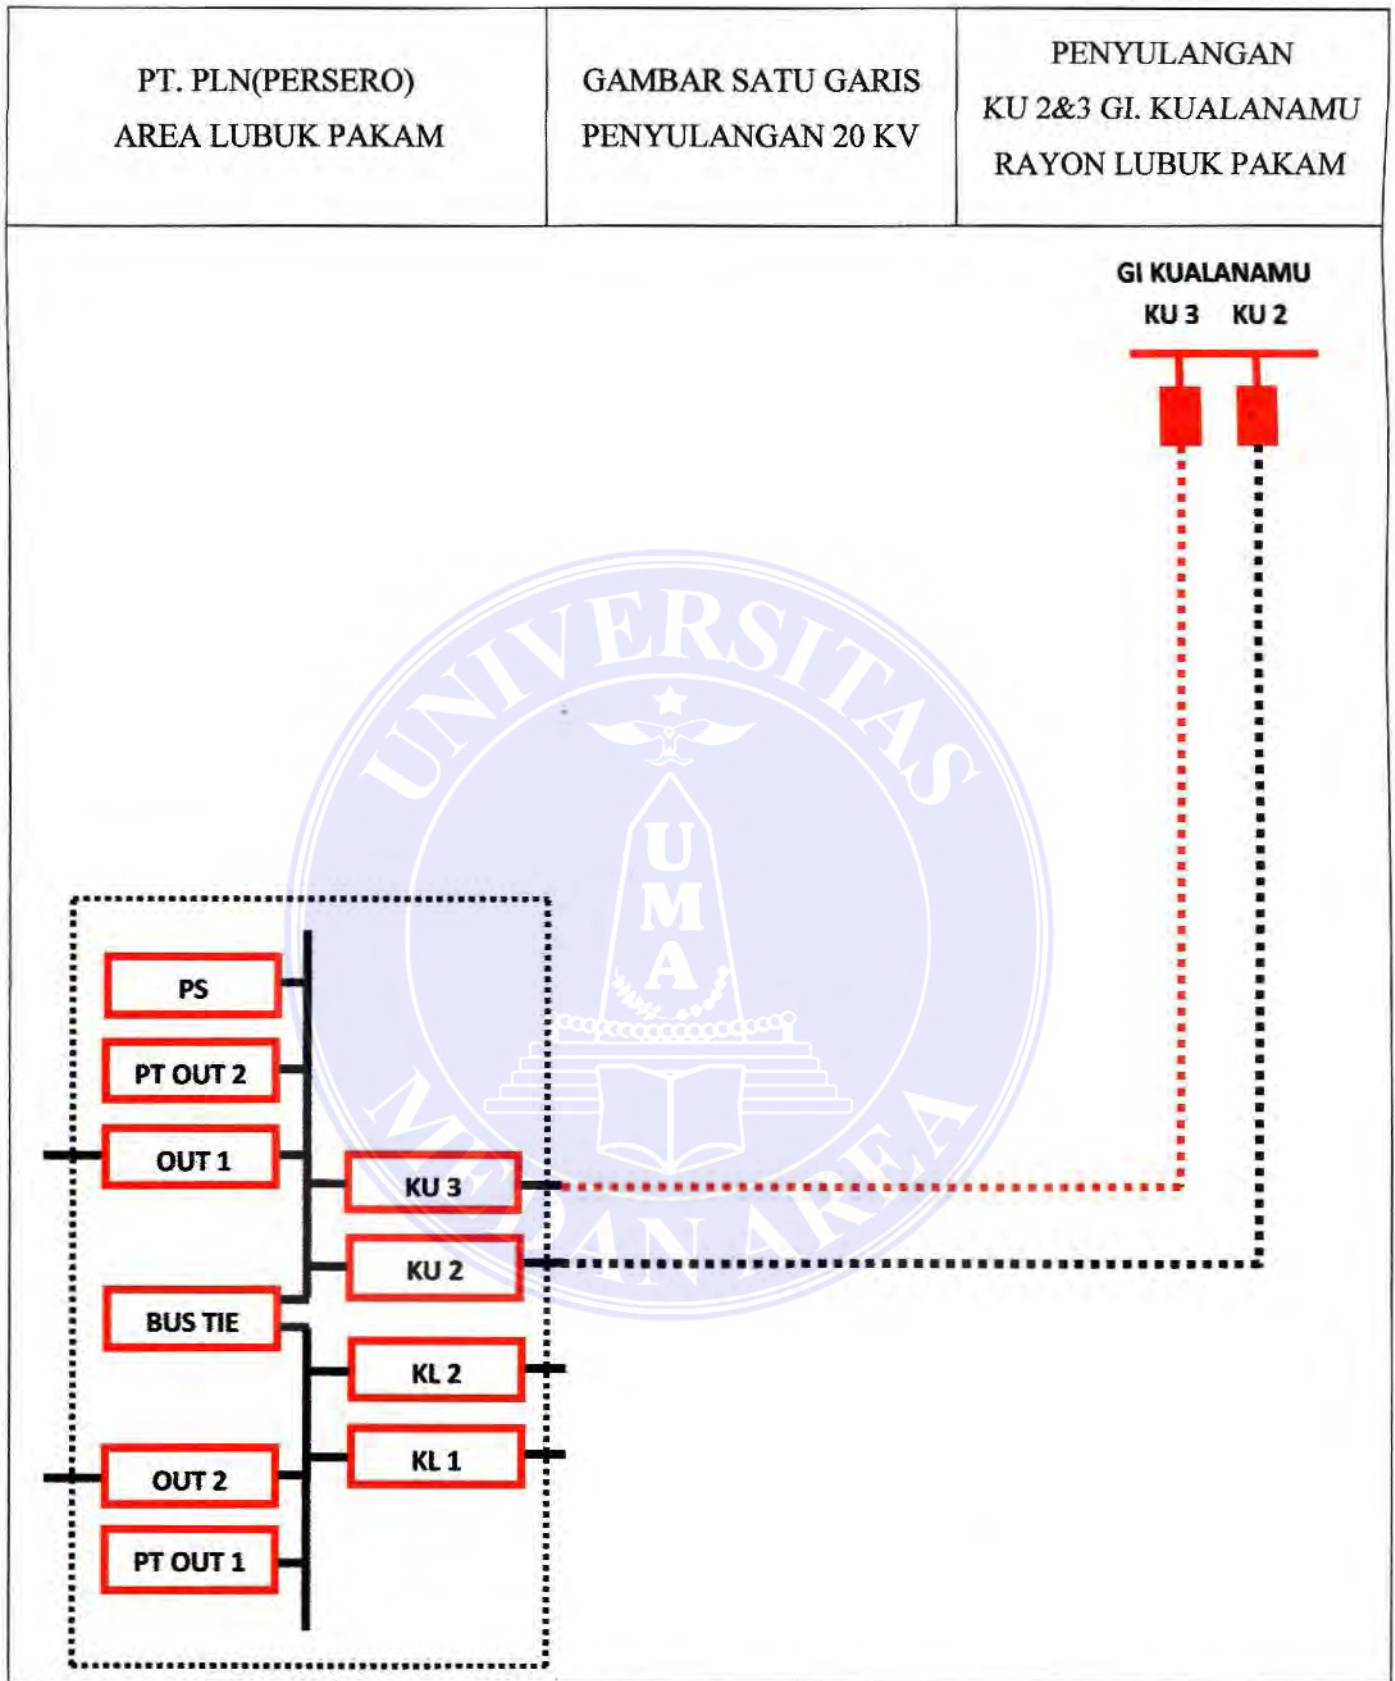 PT. PLN(PERSERO)
AREA LUBUK PAKAM
GAMBAR SATU GARIS
PENYULANGAN 20 KV
PENYULANGAN
KU 2&3 GI. KUALANAMU
RAYON LUBUK PAKAM
GI KUALANAMU
KU 3 KU 2
UNIVERSITAS
UMA
MEDAN AREA
PS
PT OUT 2
OUT 1
KU 3
KU 2
BUS TIE
KL 2
KL 1
OUT 2
PT OUT 1